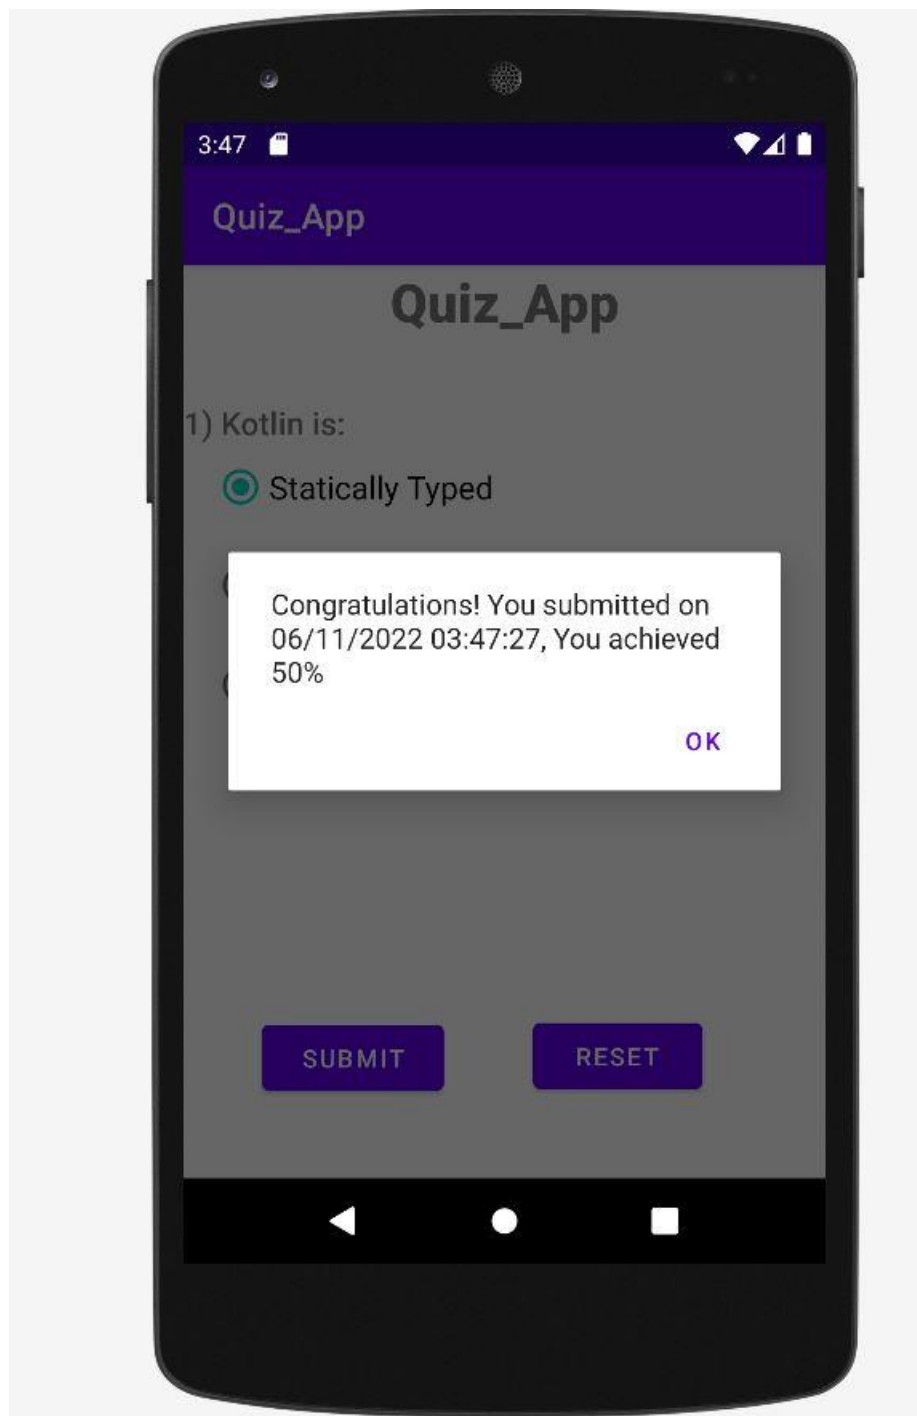 3:47
Quiz_App
Quiz_App
1) Kotlin is:
Statically Typed
Congratulations! You submitted on
06/11/2022 03:47:27, You achieved
50%
OK
SUBMIT
RESET